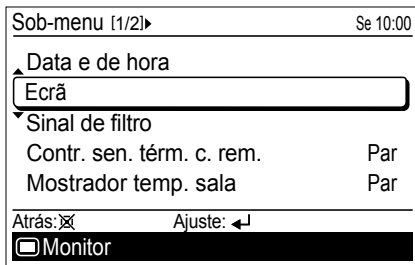 Sob-menu [1/2]▸ Se 10:00
Data e de hora
Ecrã
Sinal de filtro
Contr. sen. térm. c. rem. Par
Mostrador temp. sala Par
Atrás: Ajuste:
Monitor